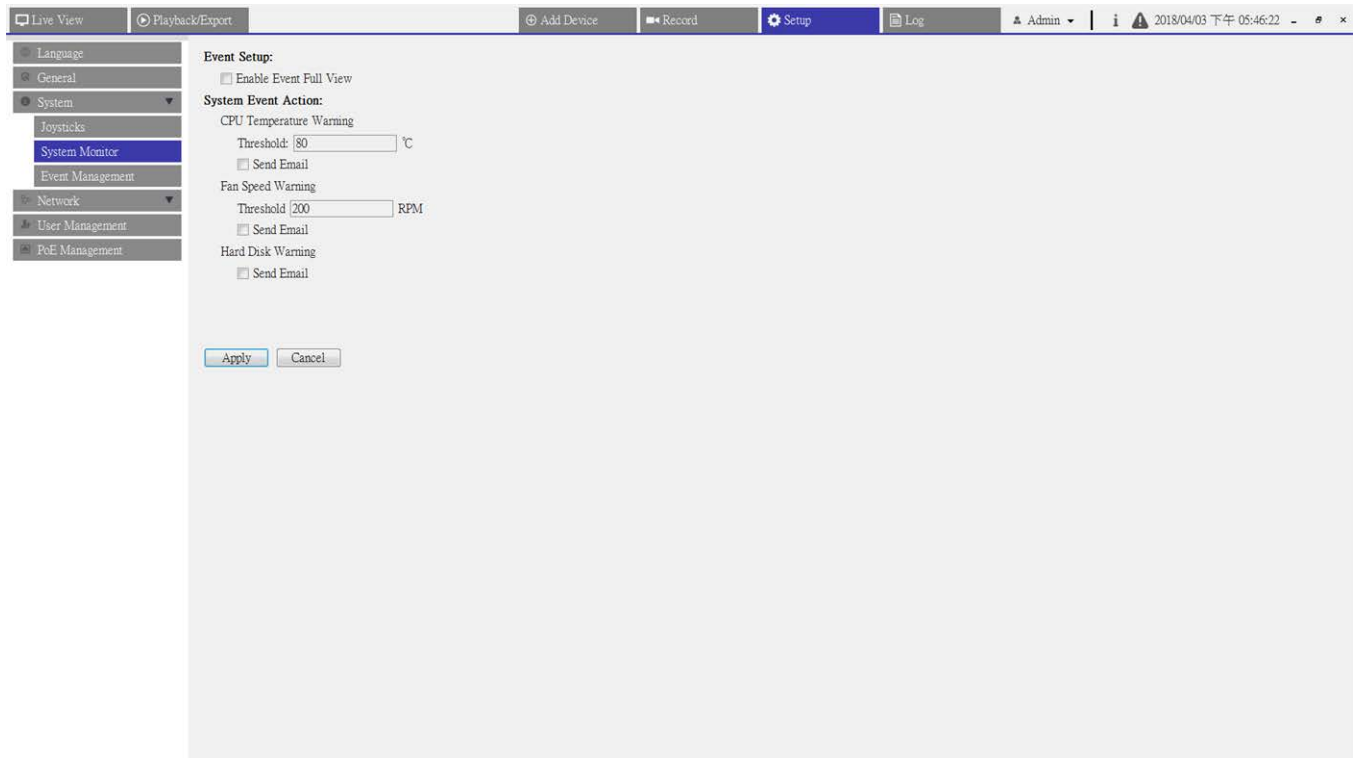 Live View
Playback/Export
Add Device
Record
Setup
Log
Admin
2018/04/03 下午 05:46:22
Language
General
System
Joysticks
System Monitor
Event Management
Network
User Management
PoE Management
Event Setup:
Enable Event Full View
System Event Action:
CPU Temperature Warning
Threshold: 80 ℃
Send Email
Fan Speed Warning
Threshold 200 RPM
Send Email
Hard Disk Warning
Send Email
Apply Cancel